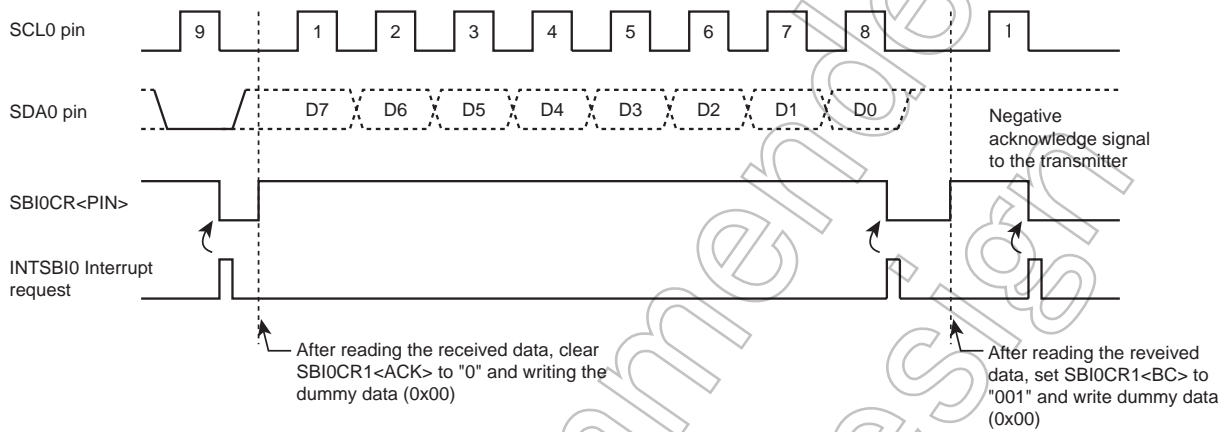 SCL0 pin
9
1
2
3
4
5
6
7
8
1
SDA0 pin
D7
D6
D5
D4
D3
D2
D1
D0
Negative
acknowledge signal
to the transmitter
SBI0CR<PIN>
INTSBI0 Interrupt
request
After reading the received data, clear
SBI0CR1<ACK> to "0" and writing the
dummy data (0x00)
After reading the reveived
data, set SBI0CR1<BC> to
"001" and write dummy data
(0x00)